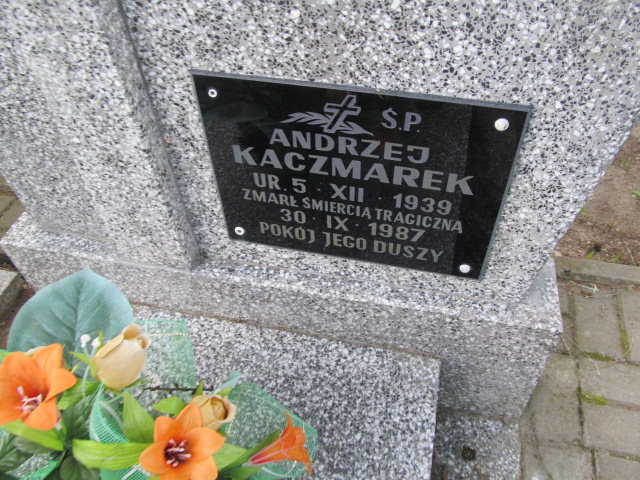 Ś.P.
ANDRZEJ
KACZMAREK
UR. 5 XII 1939
ZMARŁ ŚMIERCIĄ TRAGICZNĄ
30 IX 1987
POKÓJ JEGO DUSZY